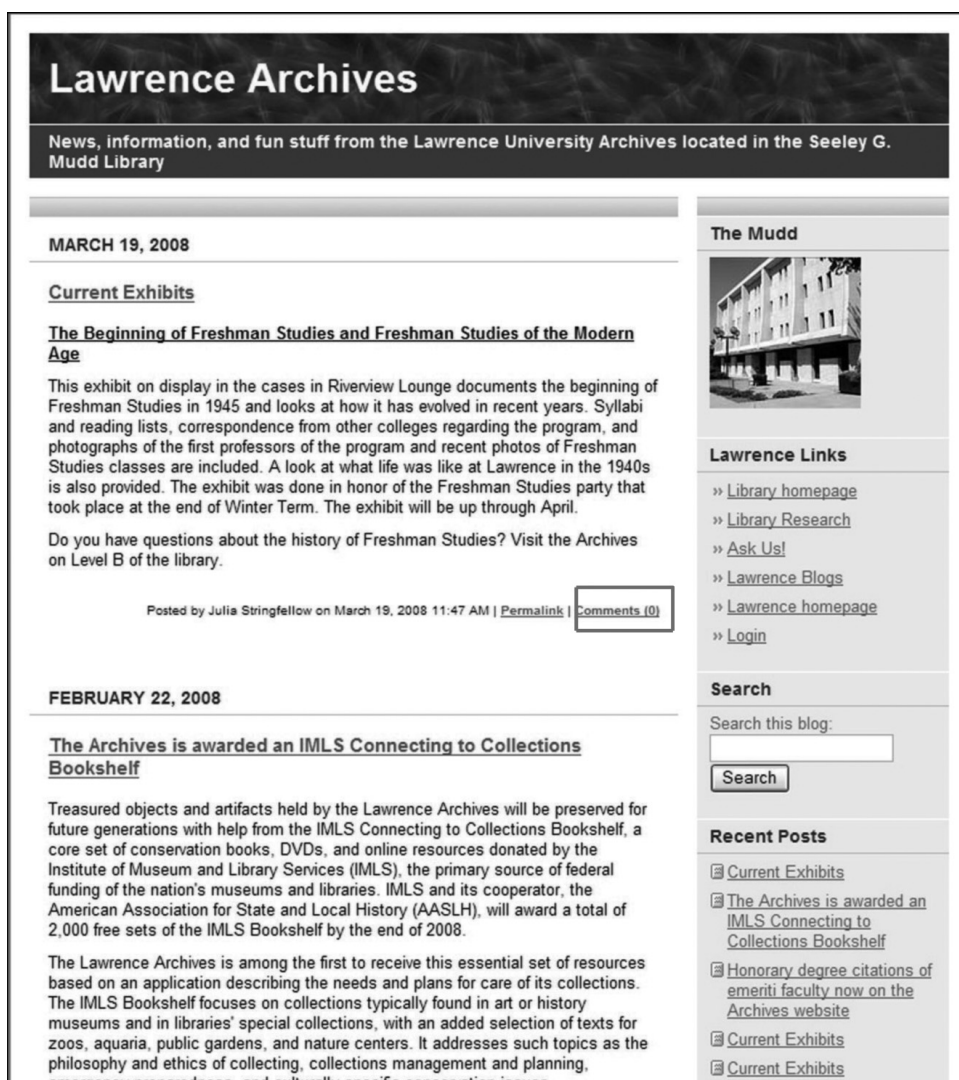 Lawrence Archives
News, information, and fun stuff from the Lawrence University Archives located in the Seeley G.
Mudd Library
MARCH 19, 2008
Current Exhibits
The Beginning of Freshman Studies and Freshman Studies of the Modern
Age
This exhibit on display in the cases in Riverview Lounge documents the beginning of
Freshman Studies in 1945 and looks at how it has evolved in recent years. Syllabi
and reading lists, correspondence from other colleges regarding the program, and
photographs of the first professors of the program and recent photos of Freshman
Studies classes are included. A look at what life was like at Lawrence in the 1940s
is also provided. The exhibit was done in honor of the Freshman Studies party that
took place at the end of Winter Term. The exhibit will be up through April.
Do you have questions about the history of Freshman Studies? Visit the Archives
on Level B of the library.
Posted by Julia Stringfellow on March 19, 2008 11:47 AM | Permalink | Comments (0)
FEBRUARY 22, 2008
The Archives is awarded an IMLS Connecting to Collections
Bookshelf
Treasured objects and artifacts held by the Lawrence Archives will be preserved for
future generations with help from the IMLS Connecting to Collections Bookshelf, a
core set of conservation books, DVDs, and online resources donated by the
Institute of Museum and Library Services (IMLS), the primary source of federal
funding of the nation's museums and libraries. IMLS and its cooperator, the
American Association for State and Local History (AASLH), will award a total of
2,000 free sets of the IMLS Bookshelf by the end of 2008.
The Lawrence Archives is among the first to receive this essential set of resources
based on an application describing the needs and plans for care of its collections.
The IMLS Bookshelf focuses on collections typically found in art or history
museums and in libraries' special collections, with an added selection of texts for
zoos, aquaria, public gardens, and nature centers. It addresses such topics as the
philosophy and ethics of collecting, collections management and planning,
The Mudd
Lawrence Links
» Library homepage
» Library Research
» Ask Us!
» Lawrence Blogs
» Lawrence homepage
» Login
Search
Search this blog:
Search
Recent Posts
Current Exhibits
The Archives is awarded an
IMLS Connecting to
Collections Bookshelf
Honorary degree citations of
emeriti faculty now on the
Archives website
Current Exhibits
Current Exhibits